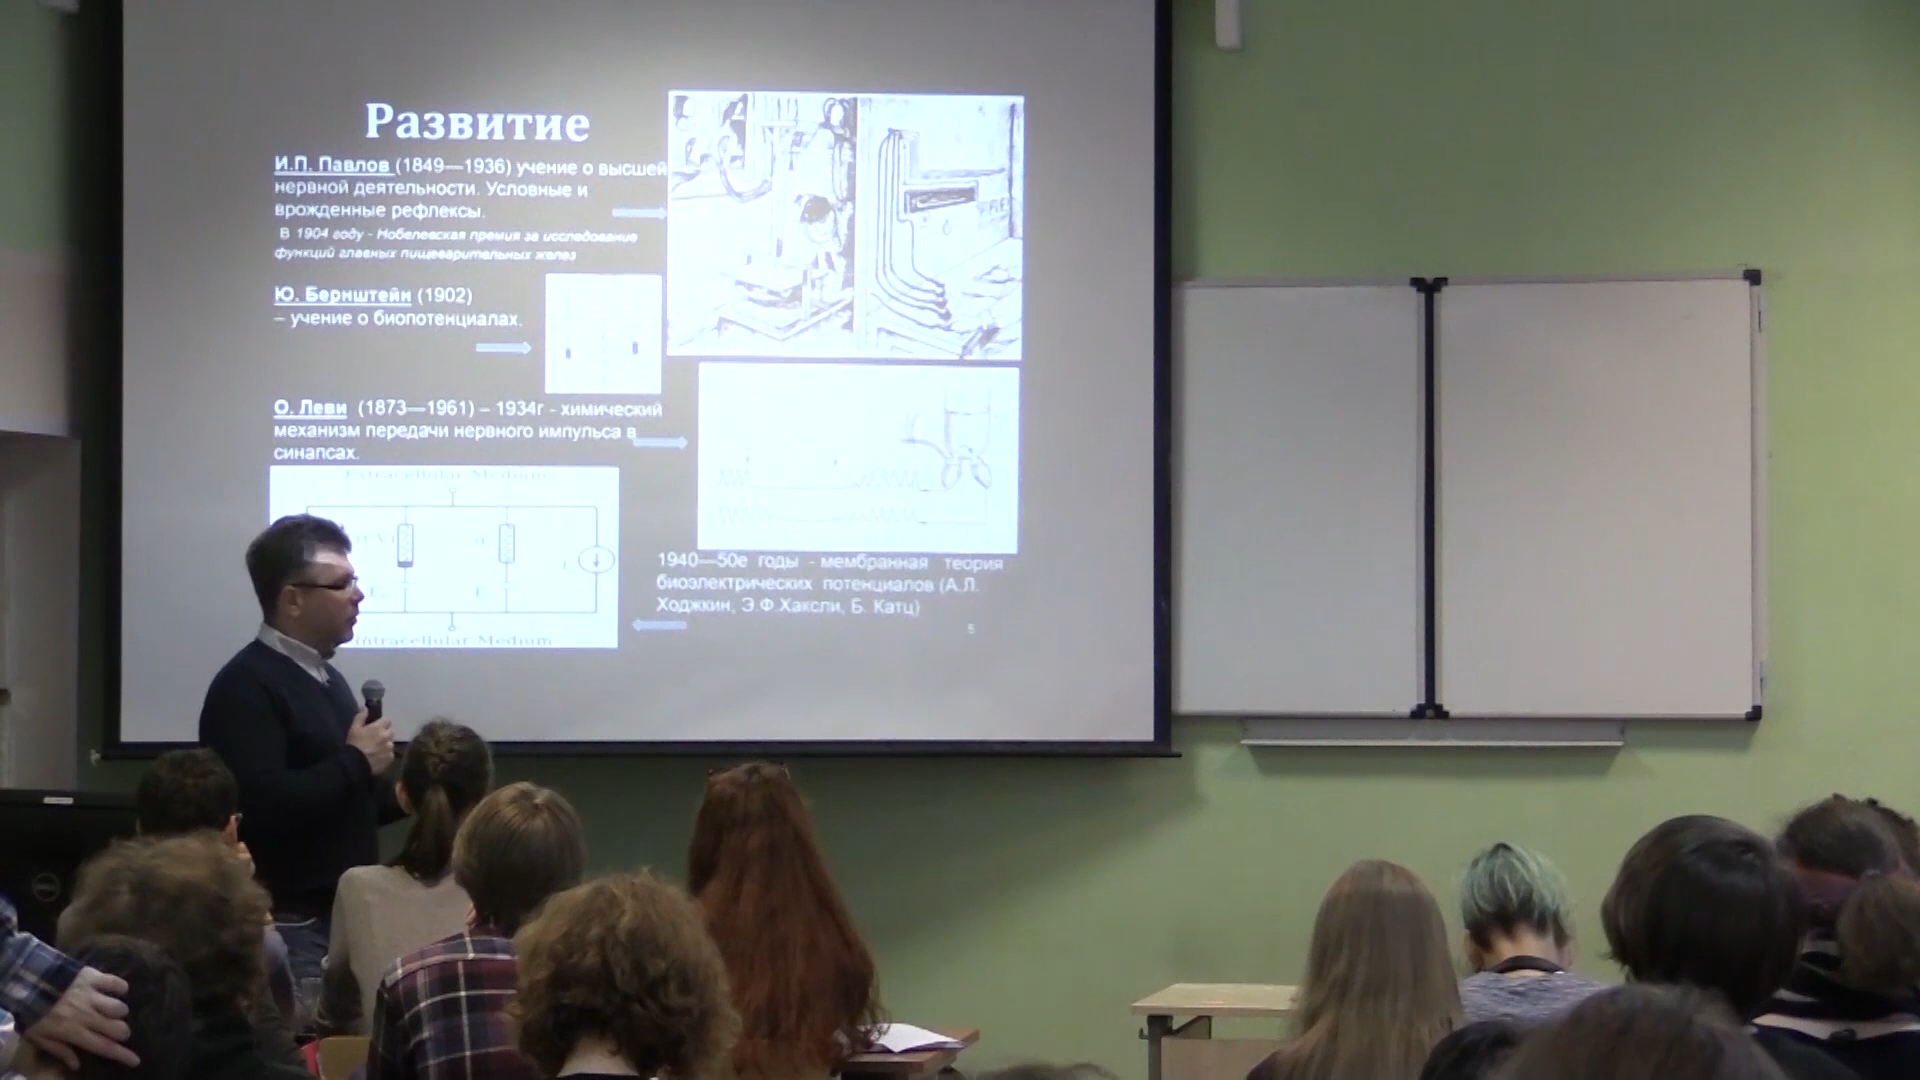 Развитие
И.П. Павлов (1849—1936) учение о высшей
нервной деятельности. Условные и
врожденные рефлексы.
В 1904 году - Нобелевская премия за исследование
функций главных пищеварительных желез
Ю. Бернштейн (1902)
– учение о биопотенциалах.
О. Леви (1873—1961) – 1934г - химический
механизм передачи нервного импульса в
синапсах.
Extracellular Medium
Intracellular Medium
1940—50е годы - мембранная теория
биоэлектрических потенциалов (А.Л.
Ходжкин, Э.Ф.Хаксли, Б. Катц)
5